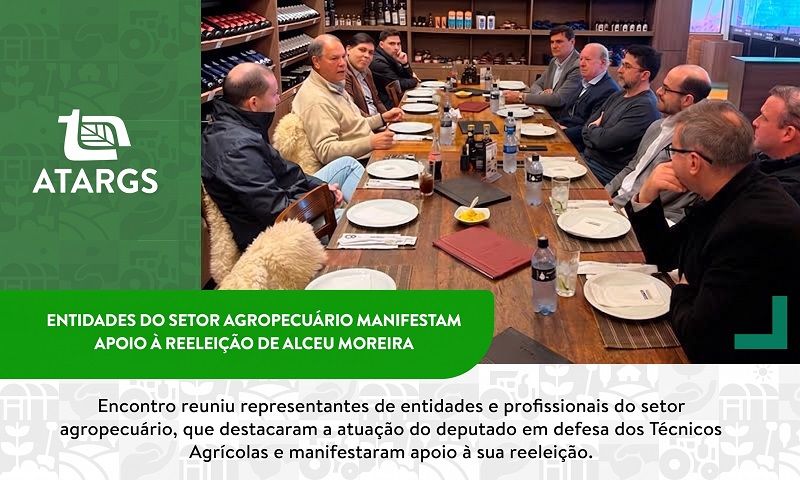 ATARGS
ENTIDADES DO SETOR AGROPECUÁRIO MANIFESTAM
APOIO À REELEIÇÃO DE ALCEU MOREIRA
Encontro reuniu representantes de entidades e profissionais do setor
agropecuário, que destacaram a atuação do deputado em defesa dos Técnicos
Agrícolas e manifestaram apoio à sua reeleição.